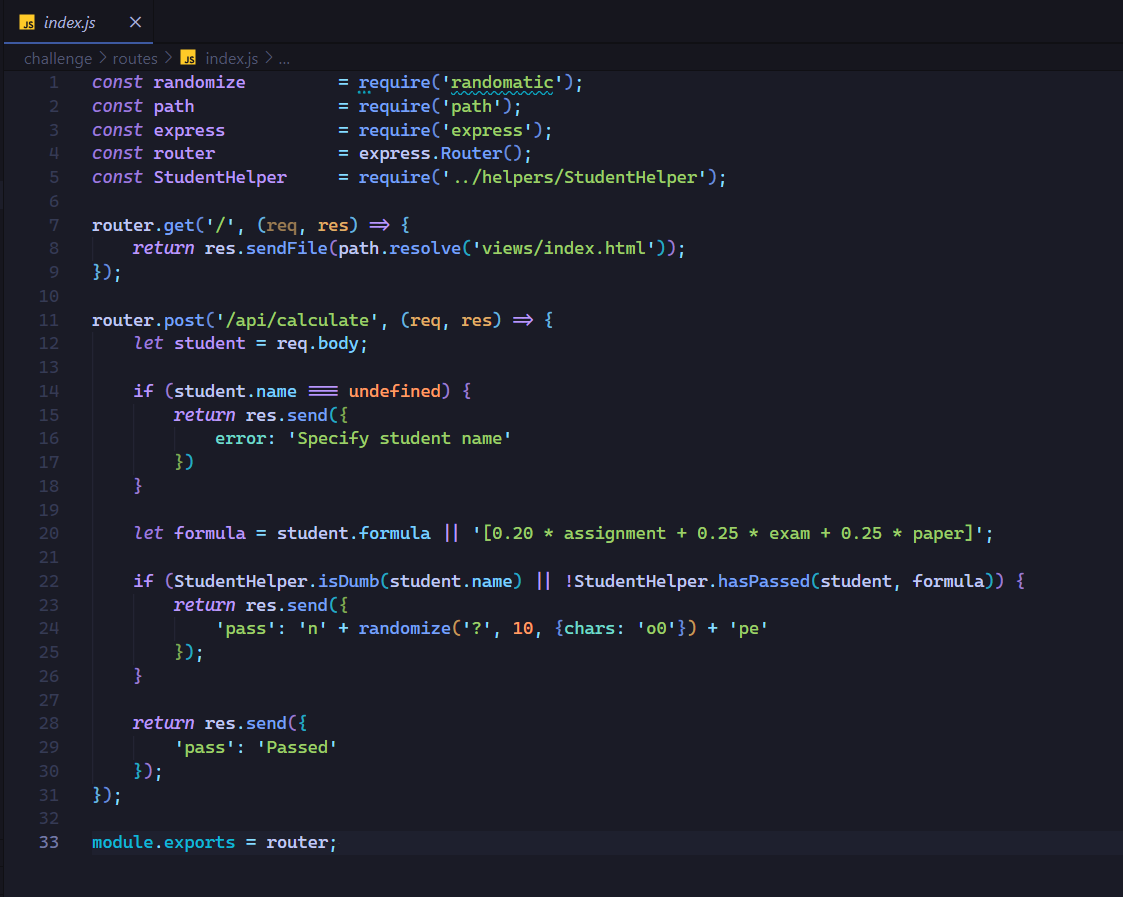 JS index.js ×
challenge > routes > JS index.js > ...
1 const randomize = require('randomatic');
2 const path = require('path');
3 const express = require('express');
4 const router = express.Router();
5 const StudentHelper = require('../helpers/StudentHelper');
6
7 router.get('/', (req, res) => {
8 return res.sendFile(path.resolve('views/index.html'));
9 });
10
11 router.post('/api/calculate', (req, res) => {
12 let student = req.body;
13
14 if (student.name === undefined) {
15 return res.send({
16 error: 'Specify student name'
17 })
18 }
19
20 let formula = student.formula || '[0.20 * assignment + 0.25 * exam + 0.25 * paper]';
21
22 if (StudentHelper.isDumb(student.name) || !StudentHelper.hasPassed(student, formula)) {
23 return res.send({
24 'pass': 'n' + randomize('?', 10, {chars: 'o0'}) + 'pe'
25 });
26 }
27
28 return res.send({
29 'pass': 'Passed'
30 });
31 });
32
33 module.exports = router;